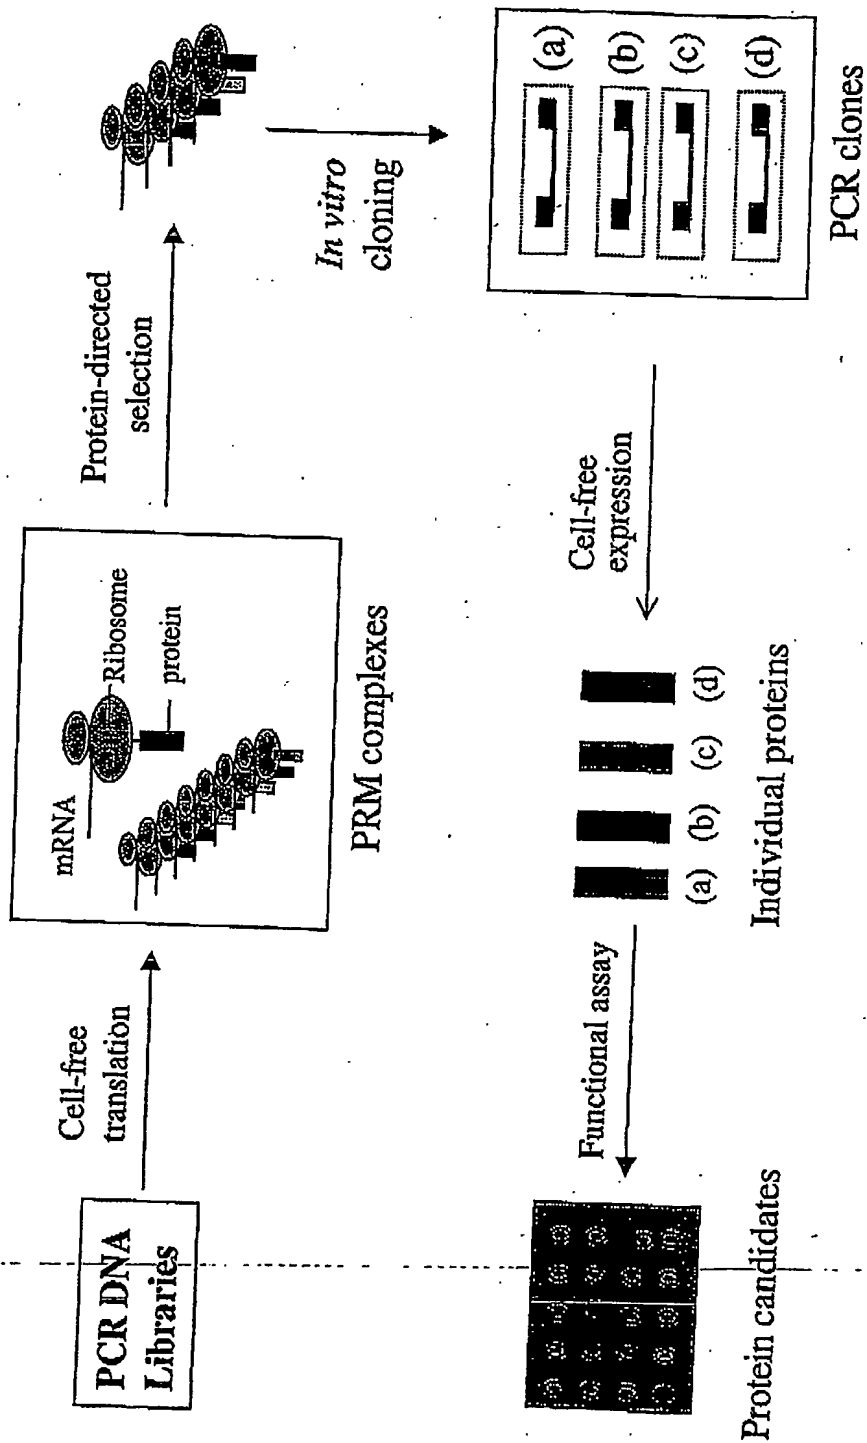 PCR DNA
Libraries
Cell-free
translation
mRNA
Ribosome
protein
PRM complexes
Protein-directed
selection
In vitro
cloning
(a)
(b)
(c)
(d)
PCR clones
Cell-free
expression
(a)
(b)
(c)
(d)
Individual proteins
Functional assay
Protein candidates